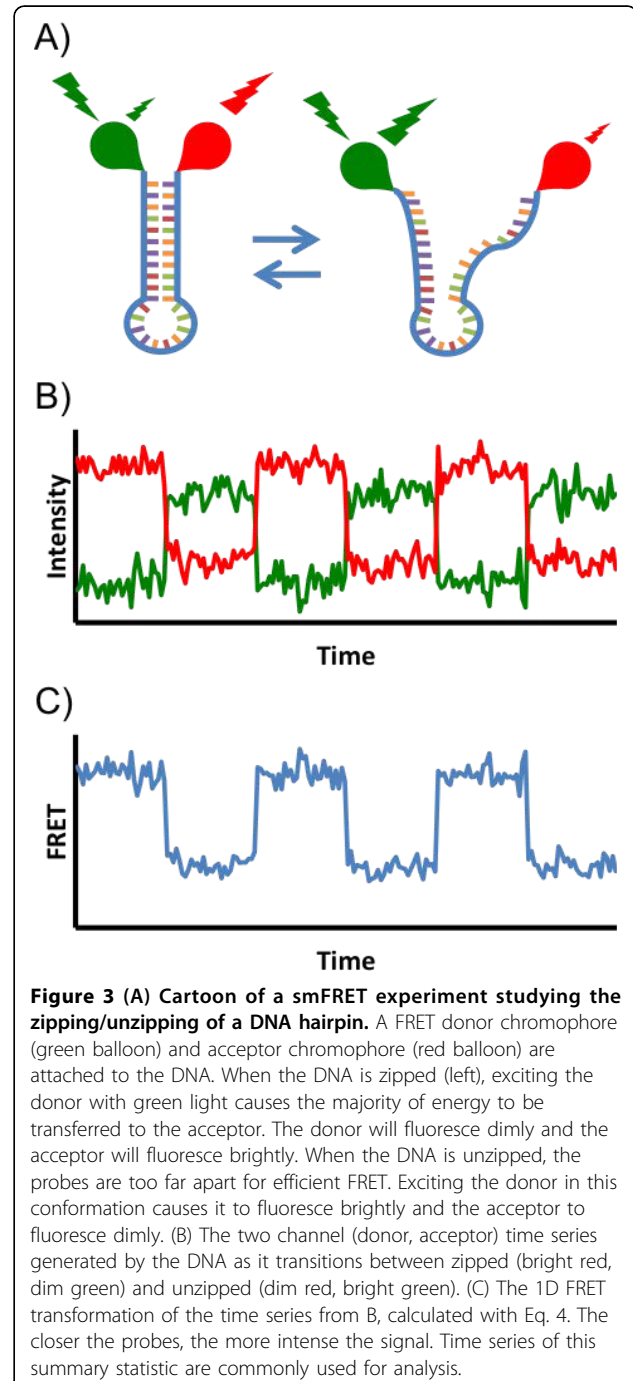 A)
B)
Intensity
Time
C)
FRET
Time
Figure 3 (A) Cartoon of a smFRET experiment studying the
zipping/unzipping of a DNA hairpin. A FRET donor chromophore
(green balloon) and acceptor chromophore (red balloon) are
attached to the DNA. When the DNA is zipped (left), exciting the
donor with green light causes the majority of energy to be
transferred to the acceptor. The donor will fluoresce dimly and the
acceptor will fluoresce brightly. When the DNA is unzipped, the
probes are too far apart for efficient FRET. Exciting the donor in this
conformation causes it to fluoresce brightly and the acceptor to
fluoresce dimly. (B) The two channel (donor, acceptor) time series
generated by the DNA as it transitions between zipped (bright red,
dim green) and unzipped (dim red, bright green). (C) The 1D FRET
transformation of the time series from B, calculated with Eq. 4. The
closer the probes, the more intense the signal. Time series of this
summary statistic are commonly used for analysis.